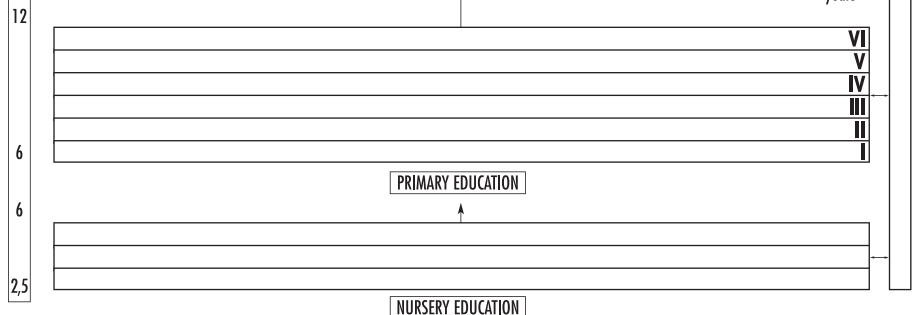 12
VI
V
IV
III
II
6 I
PRIMARY EDUCATION
6
2,5
NURSERY EDUCATION